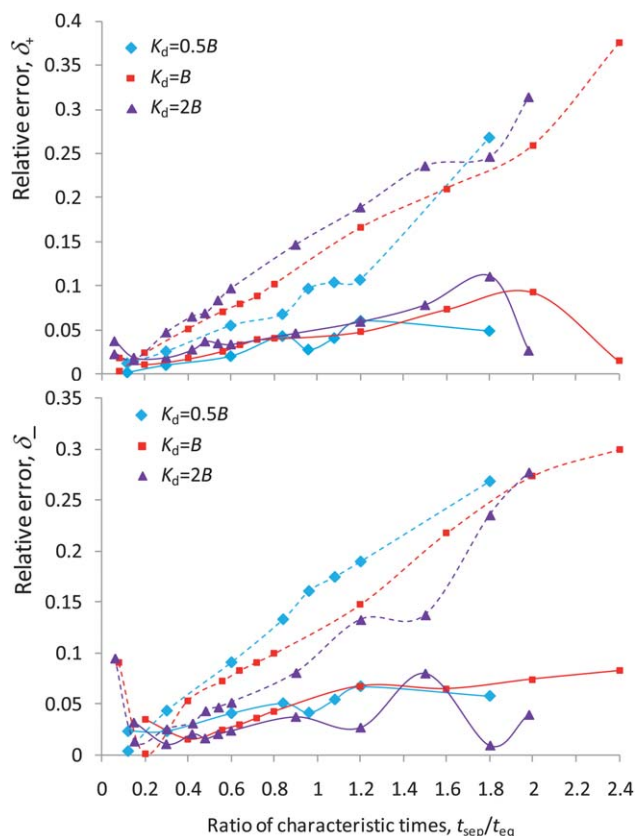 Relative error, δ₊
0.4
0.35
0.3
0.25
0.2
0.15
0.1
0.05
0
Kd=0.5B
Kd=B
Kd=2B
Relative error, δ_
0.35
0.3
0.25
0.2
0.15
0.1
0.05
0
Kd=0.5B
Kd=B
Kd=2B
0 0.2 0.4 0.6 0.8 1 1.2 1.4 1.6 1.8 2 2.2 2.4
Ratio of characteristic times, tsep/teq